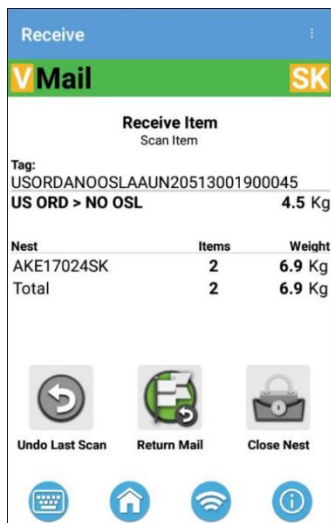 Receive
VMail SK
Receive Item
Scan Item
Tag:
USORDANOOSLAAUN20513001900045
US ORD > NO OSL 4.5 Kg
Nest Items Weight
AKE17024SK 2 6.9 Kg
Total 2 6.9 Kg
Undo Last Scan Return Mail Close Nest